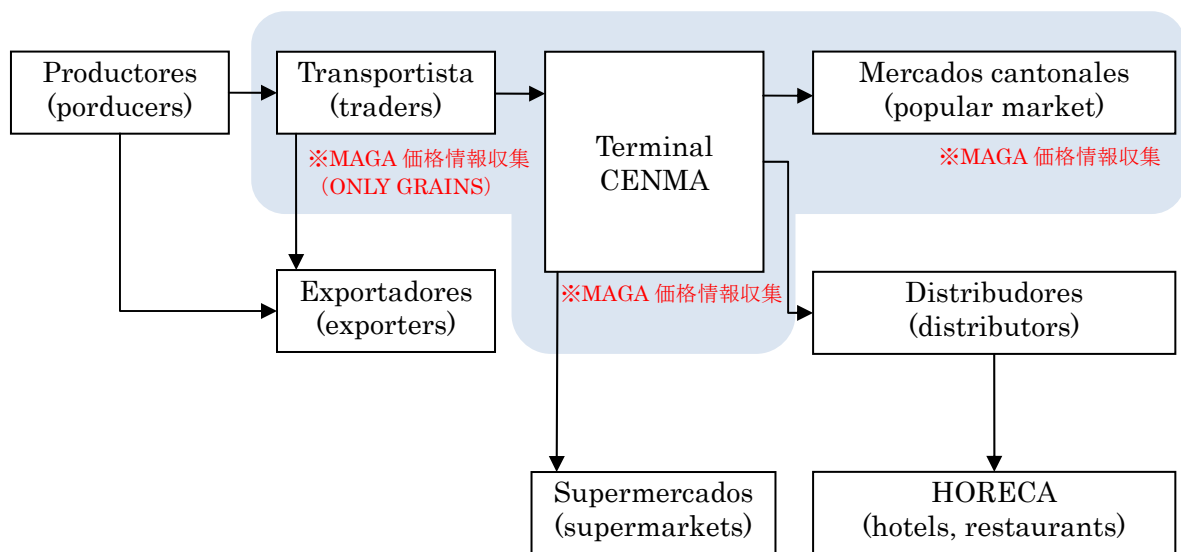 Productores
(porducers)
Transportista
(traders)
Terminal
CENMA
Mercados cantonales
(popular market)
※MAGA 価格情報収集
（ONLY GRAINS）
※MAGA 価格情報収集
Exportadores
(exporters)
※MAGA 価格情報収集
Distribudores
(distributors)
Supermercados
(supermarkets)
HORECA
(hotels, restaurants)